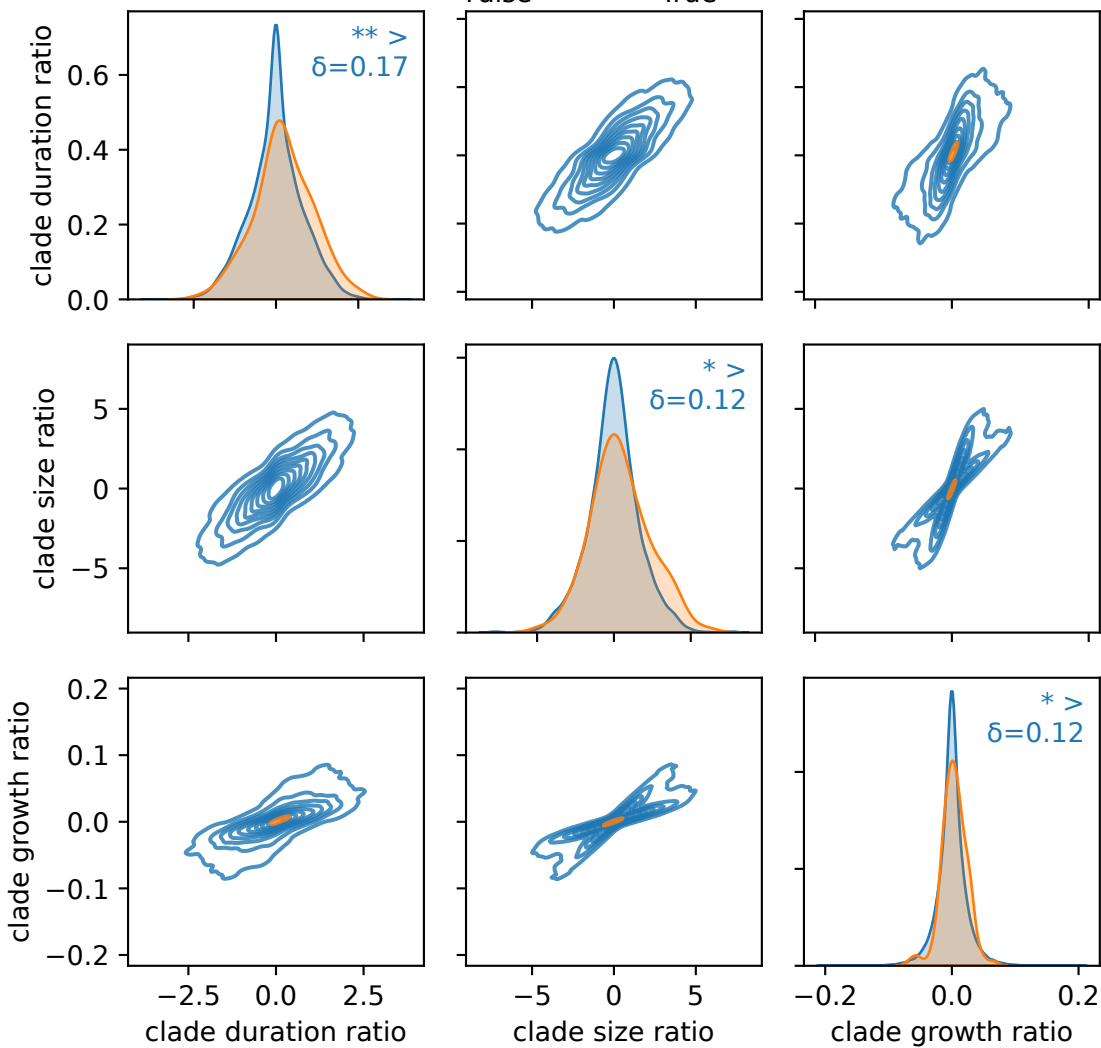 ** >
δ=0.17
clade duration ratio
0.6
0.4
0.2
0.0
* >
δ=0.12
clade size ratio
5
0
−5
* >
δ=0.12
clade growth ratio
0.2
0.1
0.0
−0.1
−0.2
−2.5 0.0 2.5 −5 0 5 −0.2 0.0 0.2
clade duration ratio clade size ratio clade growth ratio